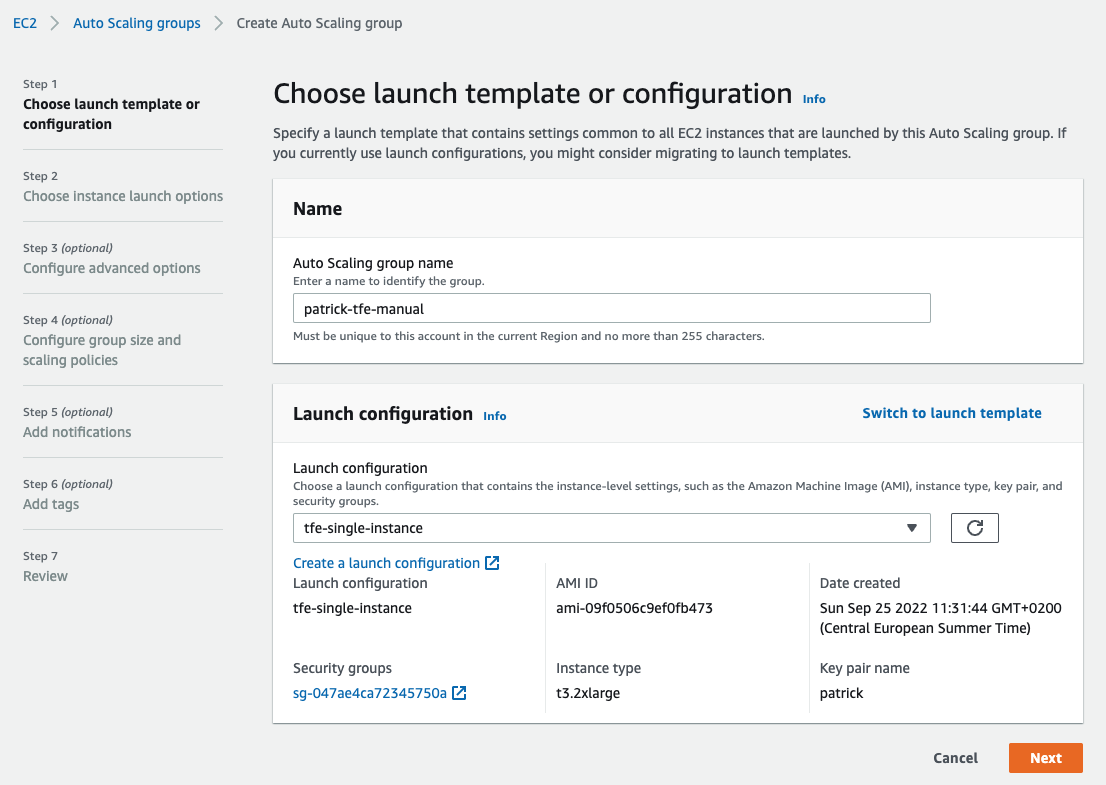 EC2 > Auto Scaling groups > Create Auto Scaling group
Step 1
Choose launch template or
configuration
Step 2
Choose instance launch options
Step 3 (optional)
Configure advanced options
Step 4 (optional)
Configure group size and
scaling policies
Step 5 (optional)
Add notifications
Step 6 (optional)
Add tags
Step 7
Review
Choose launch template or configuration Info
Specify a launch template that contains settings common to all EC2 instances that are launched by this Auto Scaling group. If
you currently use launch configurations, you might consider migrating to launch templates.
Name
Auto Scaling group name
Enter a name to identify the group.
patrick-tfe-manual
Must be unique to this account in the current Region and no more than 255 characters.
Launch configuration Info
Switch to launch template
Launch configuration
Choose a launch configuration that contains the instance-level settings, such as the Amazon Machine Image (AMI), instance type, key pair, and
security groups.
tfe-single-instance
Create a launch configuration
Launch configuration
tfe-single-instance
AMI ID
ami-09f0506c9ef0fb473
Date created
Sun Sep 25 2022 11:31:44 GMT+0200
(Central European Summer Time)
Security groups
sg-047ae4ca72345750a
Instance type
t3.2xlarge
Key pair name
patrick
Cancel
Next